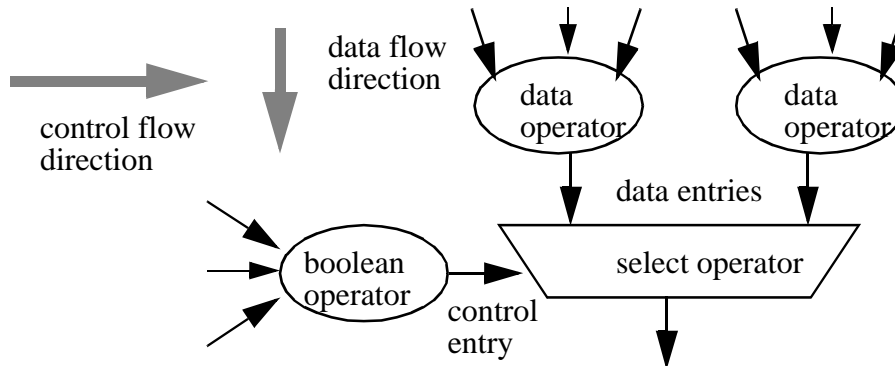 data flow
direction
control flow
direction
data
operator
data
operator
data entries
boolean
operator
select operator
control
entry